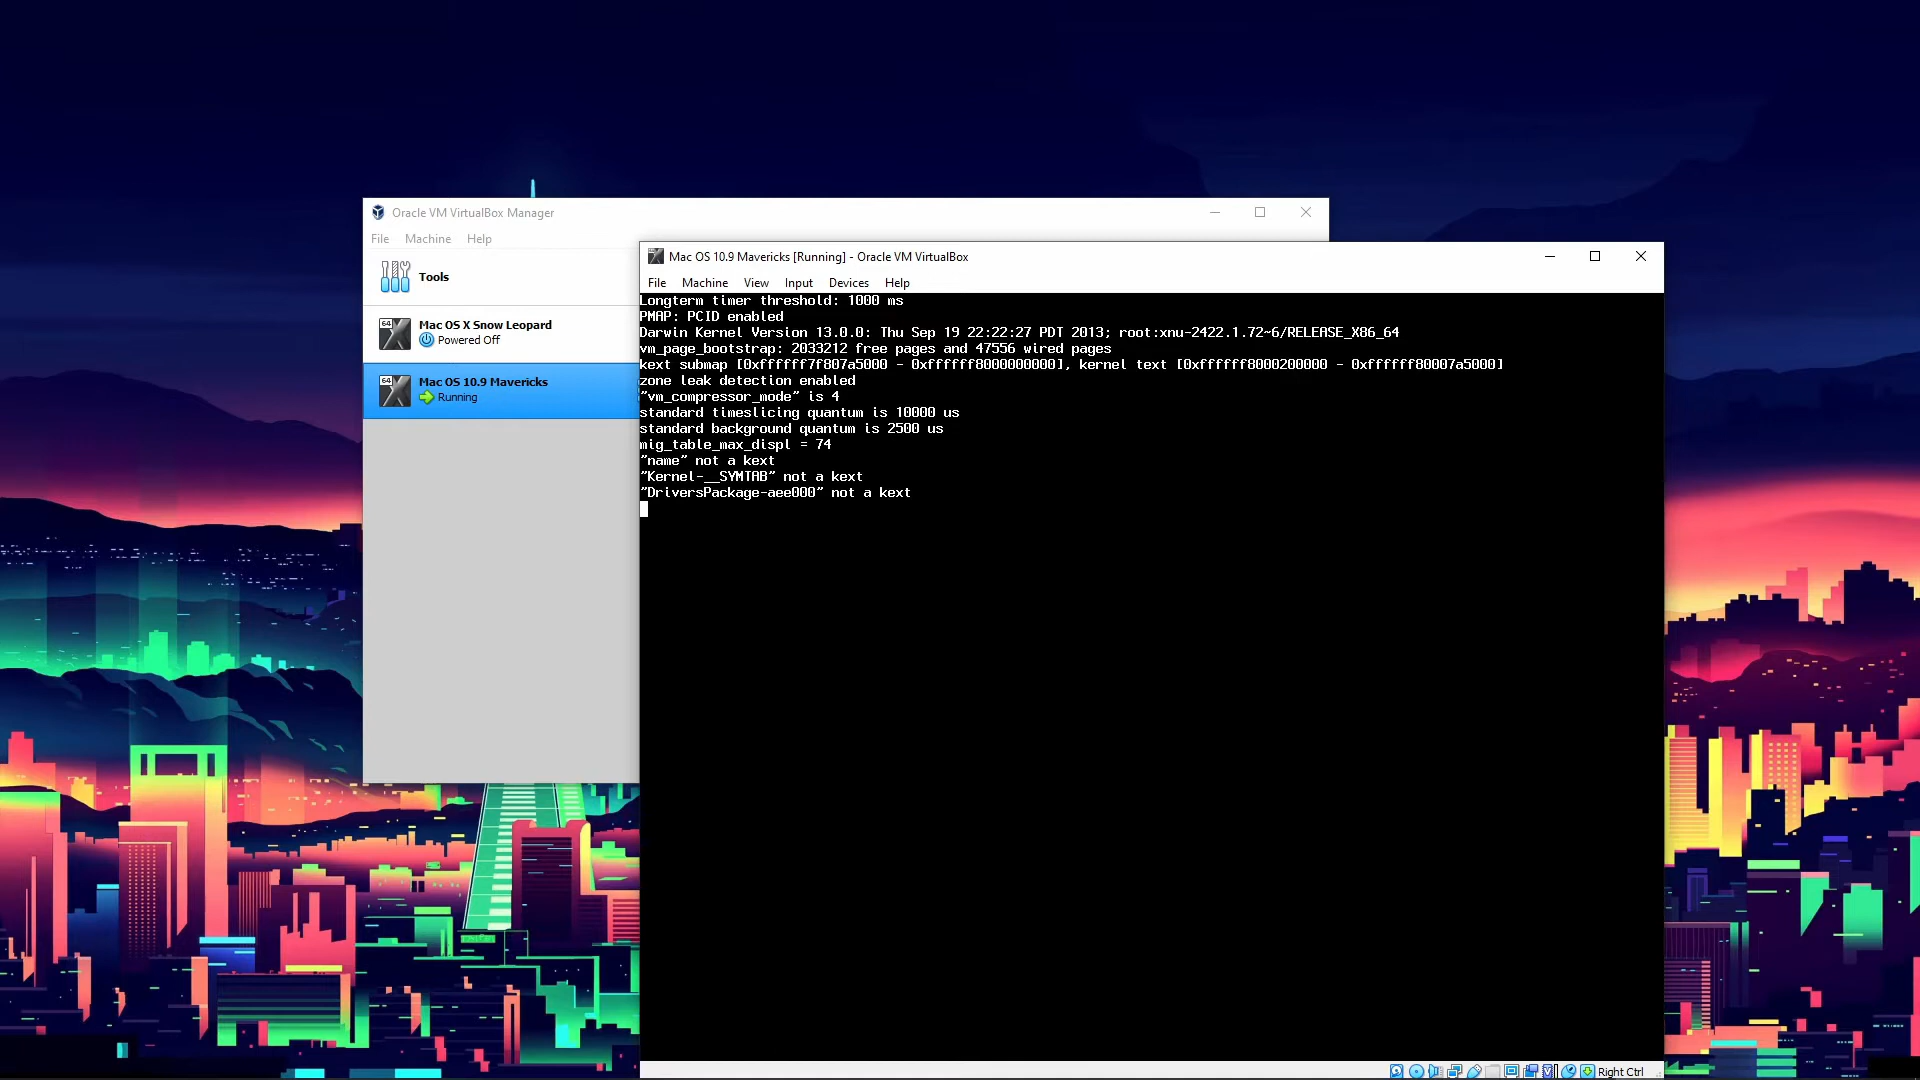 Oracle VM VirtualBox Manager
File Machine Help
Tools
64
Mac OS X Snow Leopard
Powered Off
64
Mac OS 10.9 Mavericks
Running
Mac OS 10.9 Mavericks [Running] - Oracle VM VirtualBox
File Machine View Input Devices Help
Longterm timer threshold: 1000 ms
PMAP: PCID enabled
Darwin Kernel Version 13.0.0: Thu Sep 19 22:22:27 PDT 2013; root:xnu-2422.1.72~6/RELEASE_X86_64
vm_page_bootstrap: 2033212 free pages and 47556 wired pages
kext submap [0xffffff7f807a5000 - 0xffffff8000000000], kernel text [0xffffff8000200000 - 0xffffff80007a5000]
zone leak detection enabled
"vm_compressor_mode" is 4
standard timeslicing quantum is 10000 us
standard background quantum is 2500 us
mig_table_max_displ = 74
"name" not a kext
"Kernel-__SYMTAB" not a kext
"DriversPackage-aee000" not a kext
Right Ctrl